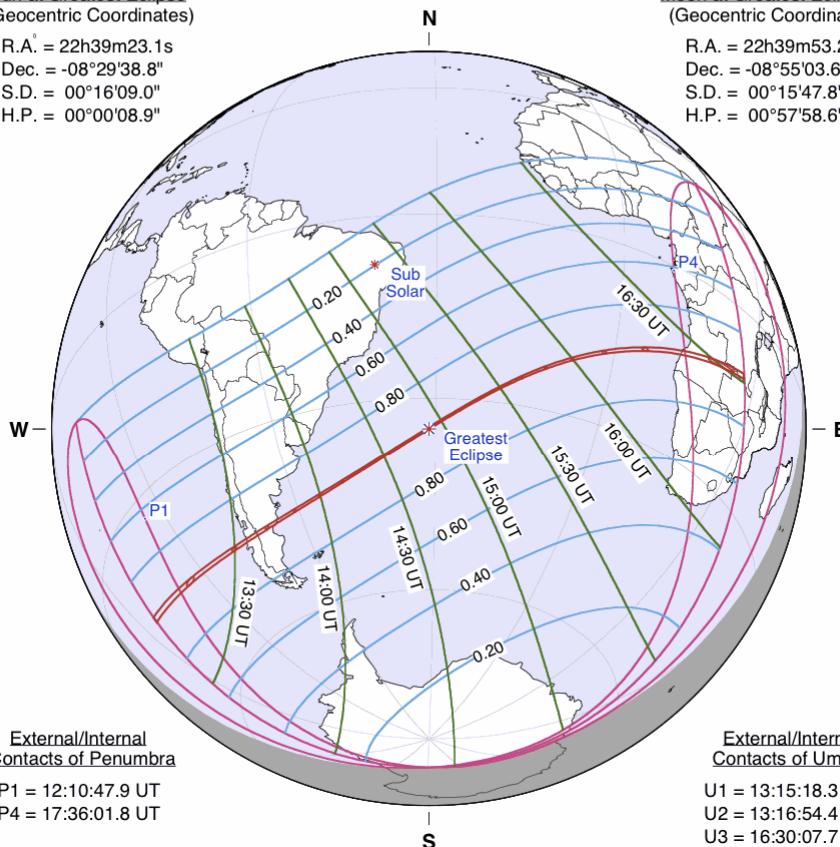 (Geocentric Coordinates)
R.A. = 22h39m23.1s
Dec. = -08°29'38.8"
S.D. = 00°16'09.0"
H.P. = 00°00'08.9"
N
R.A. = 22h39m53.2
Dec. = -08°55'03.6
S.D. = 00°15'47.8"
H.P. = 00°57'58.6"
P4
Sub
Solar
16:30 UT
0.20
0.40
0.60
0.80
W
E
Greatest
Eclipse
16:00 UT
15:30 UT
15:00 UT
0.80
P1
0.60
14:30 UT
0.40
14:00 UT
13:30 UT
0.20
External/Internal
Contacts of Penumbra
P1 = 12:10:47.9 UT
P4 = 17:36:01.8 UT
External/Intern
Contacts of Um
U1 = 13:15:18.3
U2 = 13:16:54.4
U3 = 16:30:07.7
S